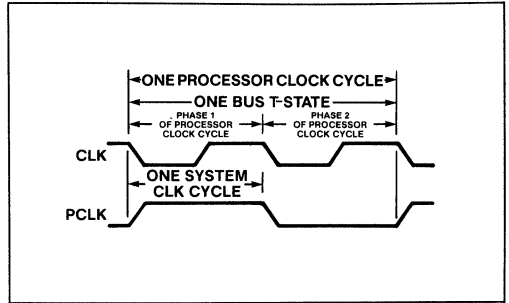 ONE PROCESSOR CLOCK CYCLE
ONE BUS T-STATE
PHASE 1
OF PROCESSOR
CLOCK CYCLE
PHASE 2
OF PROCESSOR
CLOCK CYCLE
CLK
ONE SYSTEM
CLK CYCLE
PCLK